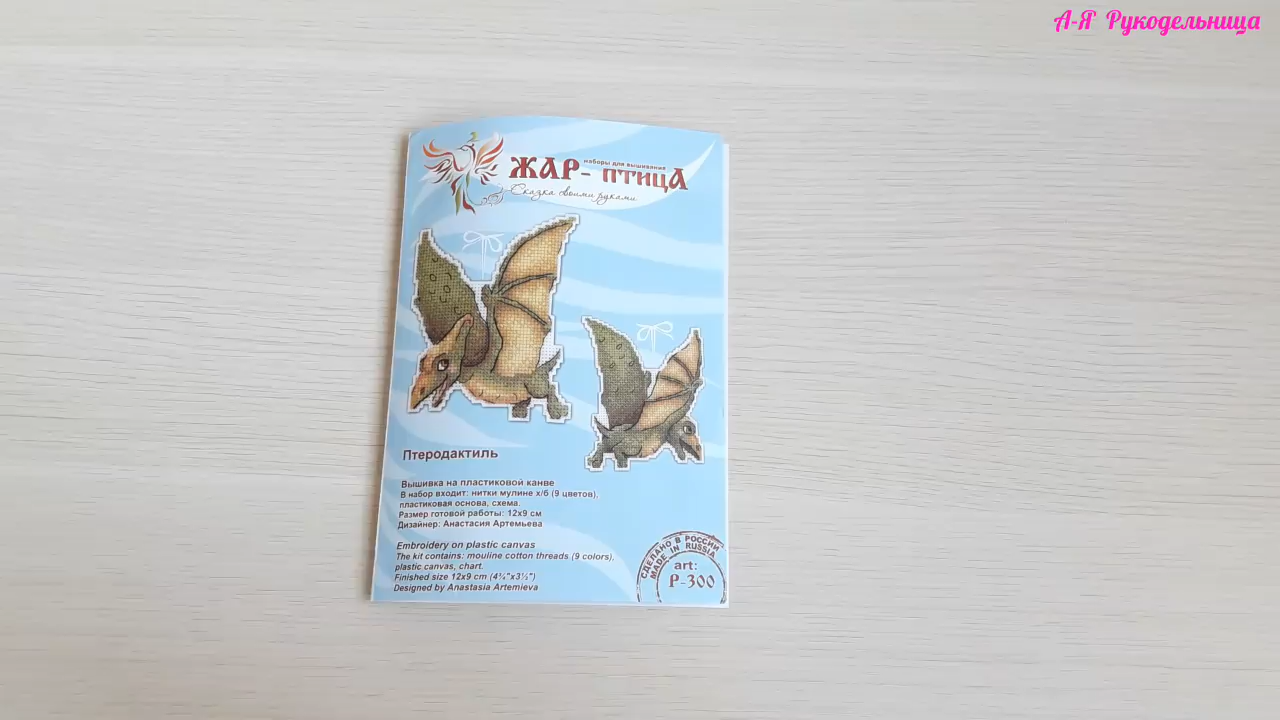 А-Я Рукодельница
наборы для вышивания
ЖАР-ПТИЦА
Сказка своими руками
Птеродактиль
Вышивка на пластиковой канве
В набор входит: нитки мулине х/б (9 цветов),
пластиковая основа, схема.
Размер готовой работы: 12х9 см
Дизайнер: Анастасия Артемьева
Embroidery on plastic canvas
The kit contains: mouline cotton threads (9 colors),
plastic canvas, chart.
Finished size 12x9 cm (4¾"x3½")
Designed by Anastasia Artemieva
СДЕЛАНО В РОССИИ
MADE IN RUSSIA
art:
Р-300